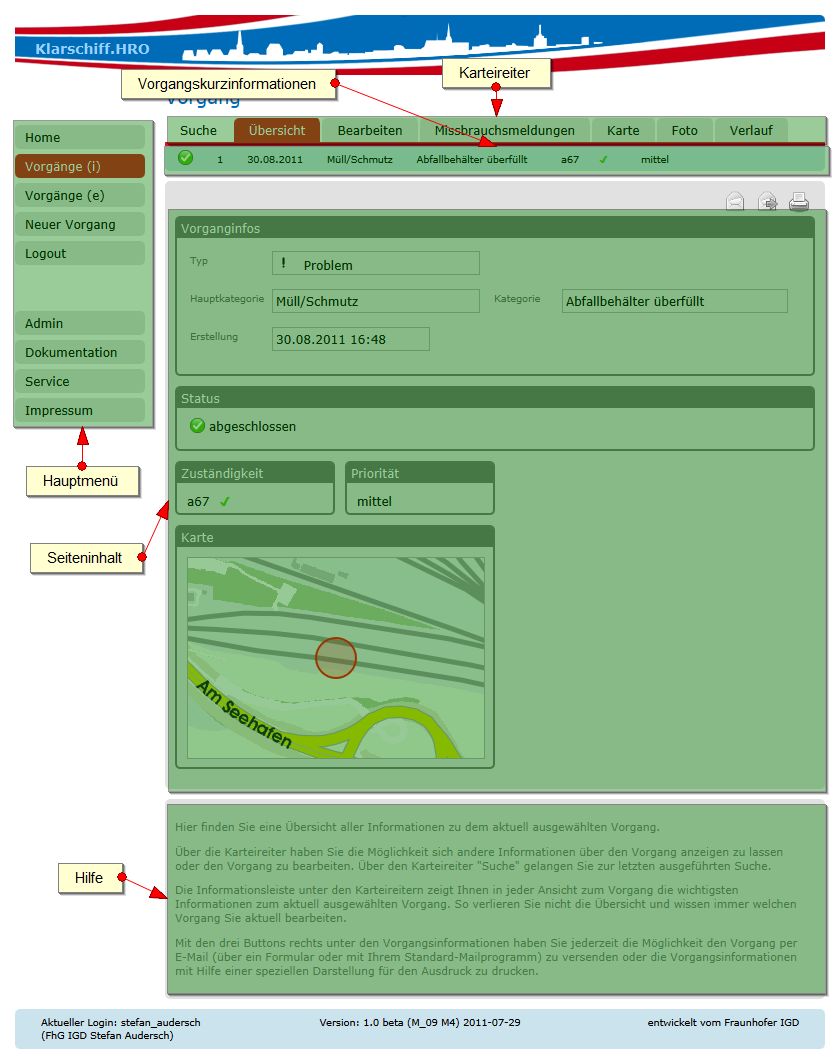 Klarschiff.HRO
Vorgangskurzinformationen
Karteireiter
Vorgang
Suche Übersicht Bearbeiten Missbrauchsmeldungen Karte Foto Verlauf
1 30.08.2011 Müll/Schmutz Abfallbehälter überfüllt a67 mittel
Home
Vorgänge (i)
Vorgänge (e)
Neuer Vorgang
Logout
Admin
Dokumentation
Service
Impressum
Hauptmenü
Seiteninhalt
Vorganginfos
Typ ! Problem
Hauptkategorie Müll/Schmutz Kategorie Abfallbehälter überfüllt
Erstellung 30.08.2011 16:48
Status
abgeschlossen
Zuständigkeit Priorität
a67 mittel
Karte
Am Seehafen
Hilfe
Hier finden Sie eine Übersicht aller Informationen zu dem aktuell ausgewählten Vorgang.
Über die Karteireiter haben Sie die Möglichkeit sich andere Informationen über den Vorgang anzeigen zu lassen
oder den Vorgang zu bearbeiten. Über den Karteireiter "Suche" gelangen Sie zur letzten ausgeführten Suche.
Die Informationsleiste unter den Karteireitern zeigt Ihnen in jeder Ansicht zum Vorgang die wichtigsten
Informationen zum aktuell ausgewählten Vorgang. So verlieren Sie nicht die Übersicht und wissen immer welchen
Vorgang Sie aktuell bearbeiten.
Mit den drei Buttons rechts unter den Vorgangsinformationen haben Sie jederzeit die Möglichkeit den Vorgang per
E-Mail (über ein Formular oder mit Ihrem Standard-Mailprogramm) zu versenden oder die Vorgangsinformationen
mit Hilfe einer speziellen Darstellung für den Ausdruck zu drucken.
Aktueller Login: stefan_audersch Version: 1.0 beta (M_09 M4) 2011-07-29 entwickelt vom Fraunhofer IGD
(FhG IGD Stefan Audersch)